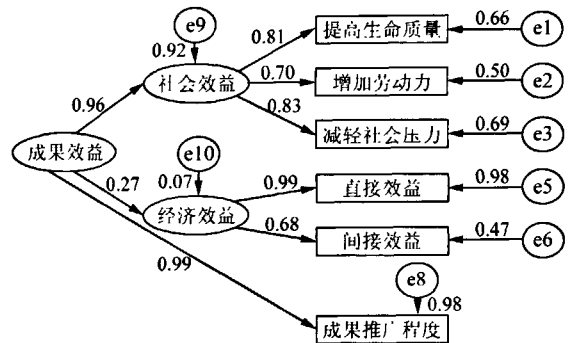 e9
0.92
社会效益
0.81
提高生命质量
0.66
e1
0.70
增加劳动力
0.50
e2
0.83
减轻社会压力
0.69
e3
0.96
成果效益
e10
0.27
0.07
经济效益
0.99
直接效益
0.98
e5
0.68
间接效益
0.47
e6
0.99
e8
0.98
成果推广程度